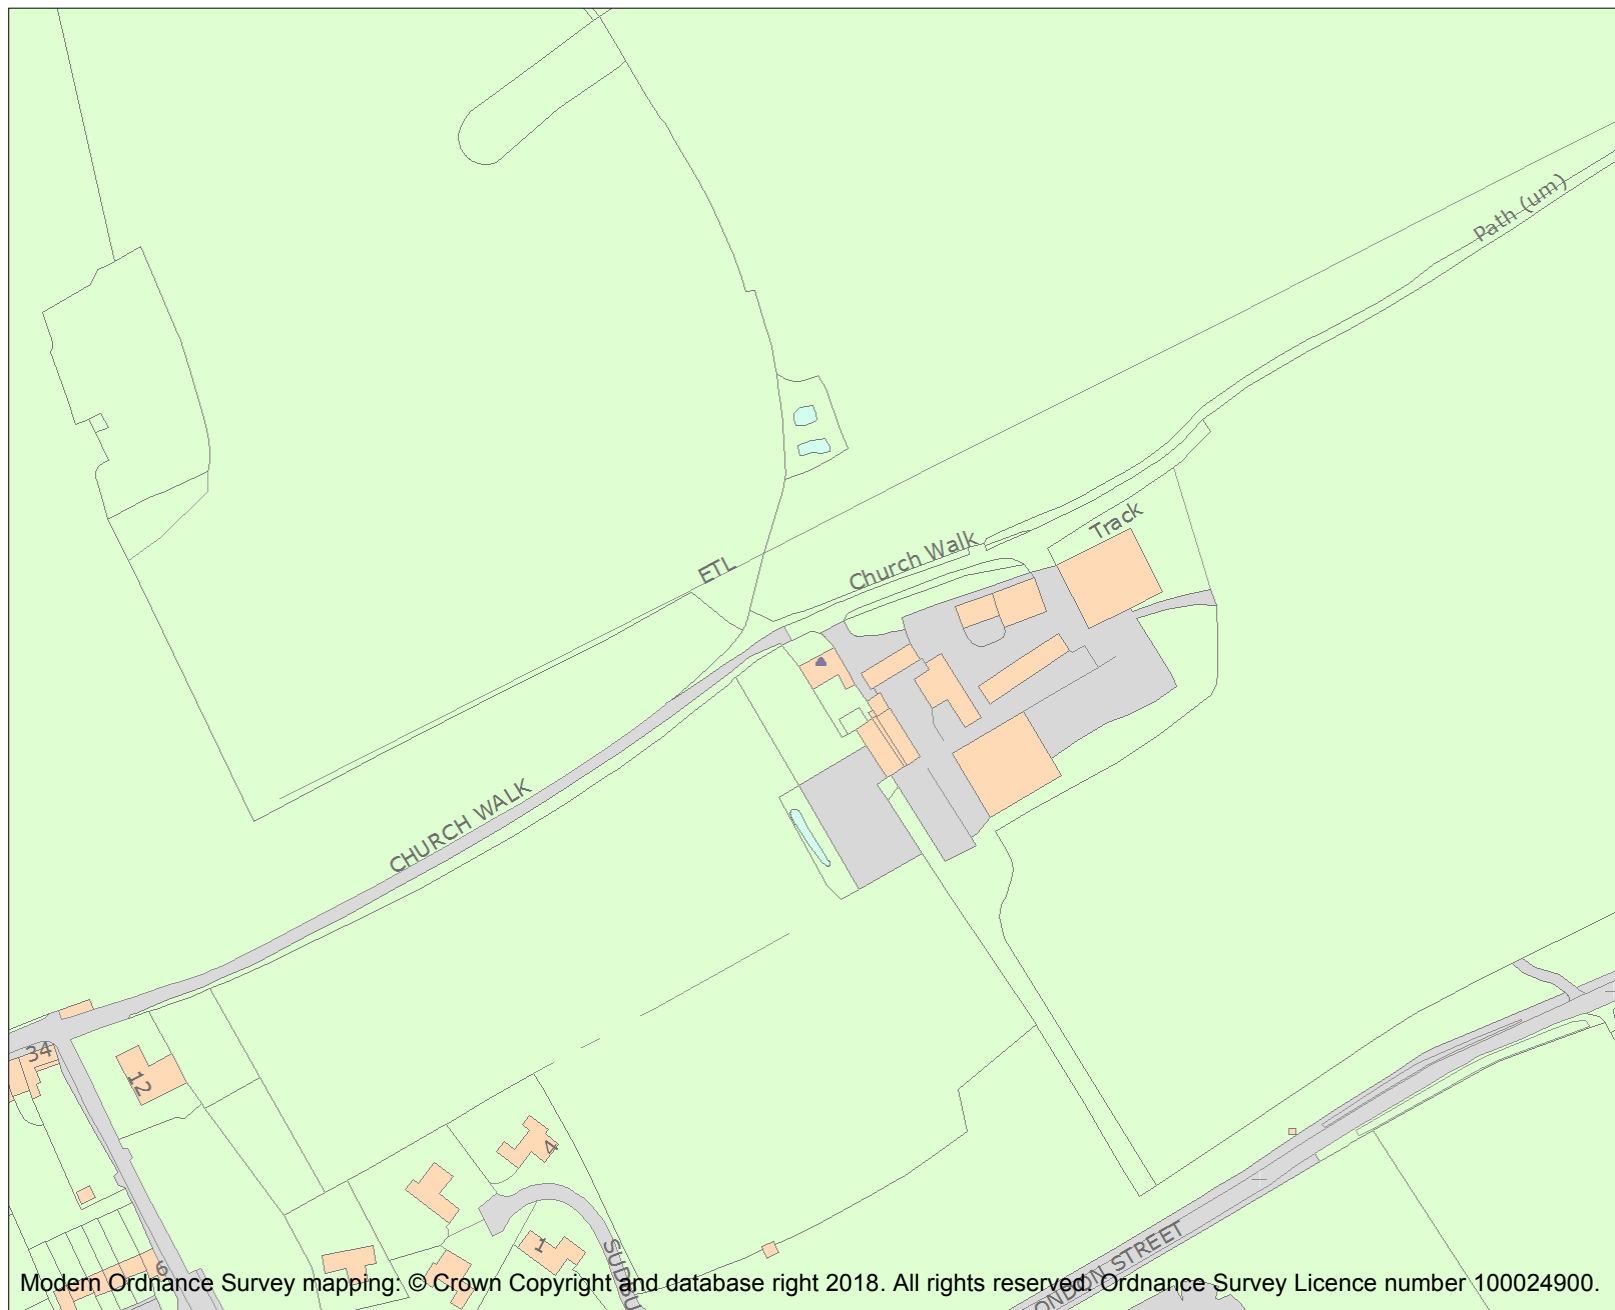 Path (um)
Track
Church Walk
ETL
CHURCH WALK
34
12
4
1
6
SUDBU
ONDON STREET
Modern Ordnance Survey mapping: © Crown Copyright and database right 2018. All rights reserved. Ordnance Survey Licence number 100024900.